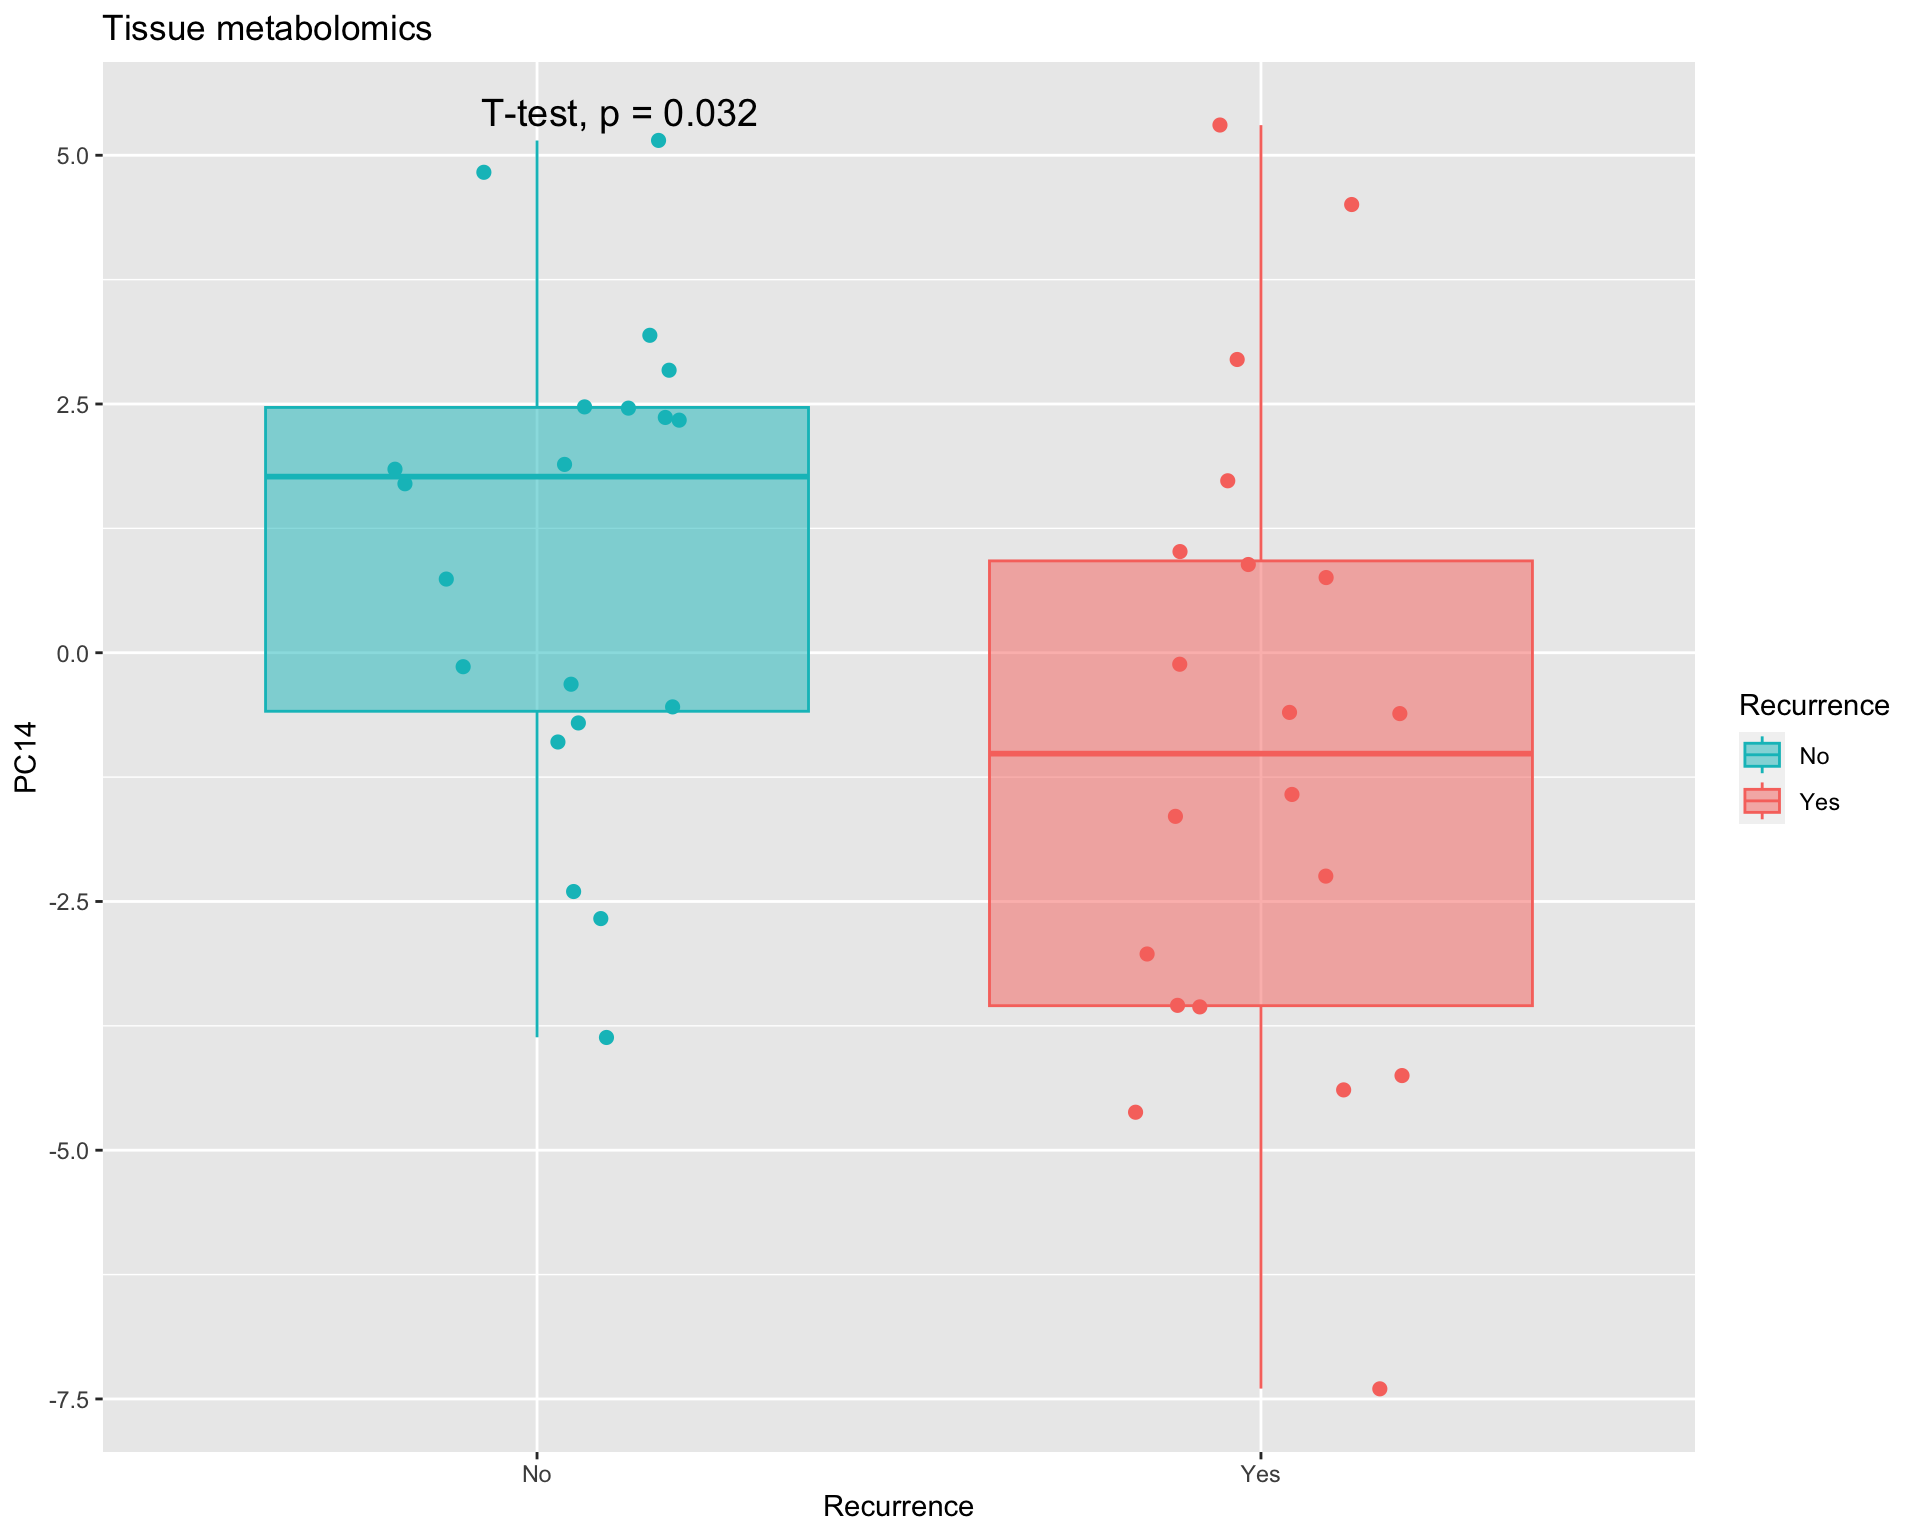 Tissue metabolomics
T-test, p = 0.032
5.0
2.5
0.0
-2.5
-5.0
-7.5
PC14
No
Yes
Recurrence
Recurrence
No
Yes